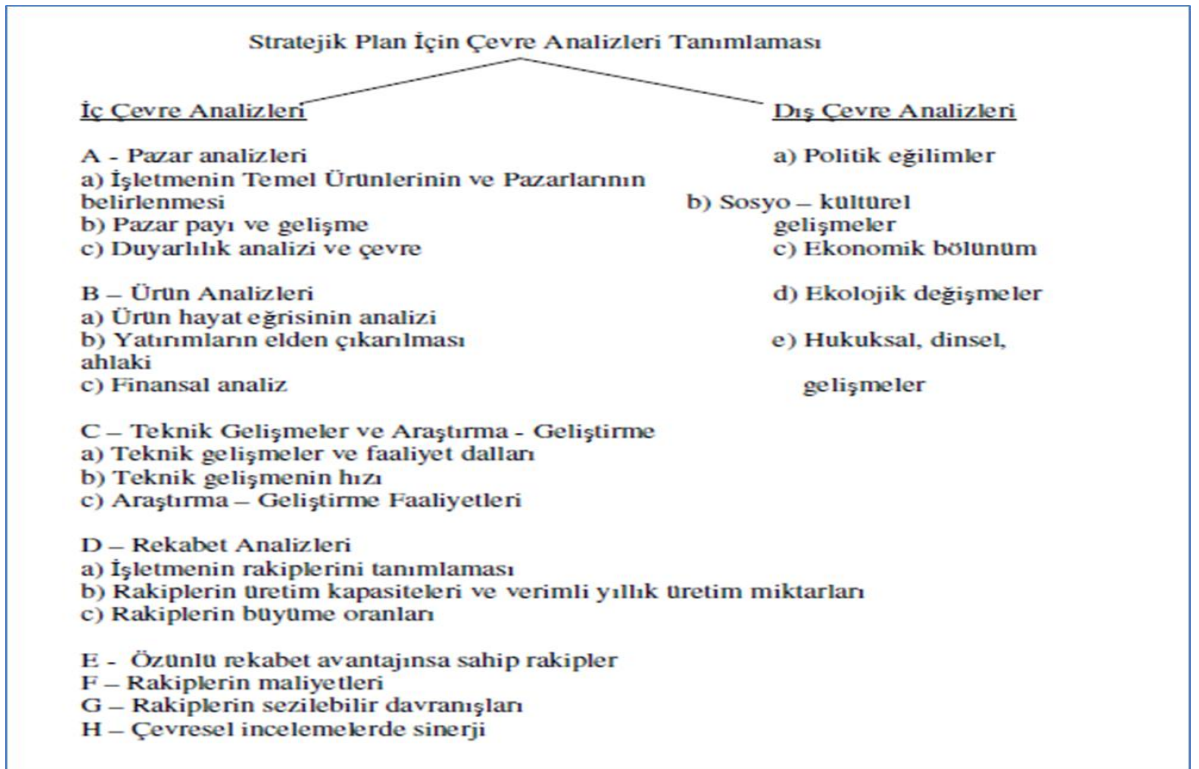 Stratejik Plan İçin Çevre Analizleri Tanımlaması
İç Çevre Analizleri
A - Pazar analizleri
a) İşletmenin Temel Ürünlerinin ve Pazarlarının
belirlenmesi
b) Pazar payı ve gelişme
c) Duyarlılık analizi ve çevre
B – Ürün Analizleri
a) Ürün hayat eğrisinin analizi
b) Yatırımların elden çıkarılması
ahlaki
c) Finansal analiz
C – Teknik Gelişmeler ve Araştırma - Geliştirme
a) Teknik gelişmeler ve faaliyet dalları
b) Teknik gelişmenin hızı
c) Araştırma – Geliştirme Faaliyetleri
D – Rekabet Analizleri
a) İşletmenin rakiplerini tanımlaması
b) Rakiplerin üretim kapasiteleri ve verimli yıllık üretim miktarları
c) Rakiplerin büyüme oranları
E - Özünlü rekabet avantajınsa sahip rakipler
F – Rakiplerin maliyetleri
G – Rakiplerin sezilebilir davranışları
H – Çevresel incelemelerde sinerji
Dış Çevre Analizleri
a) Politik eğilimler
b) Sosyo – kültürel
gelişmeler
c) Ekonomik bölünüm
d) Ekolojik değişmeler
e) Hukuksal, dinsel,
gelişmeler